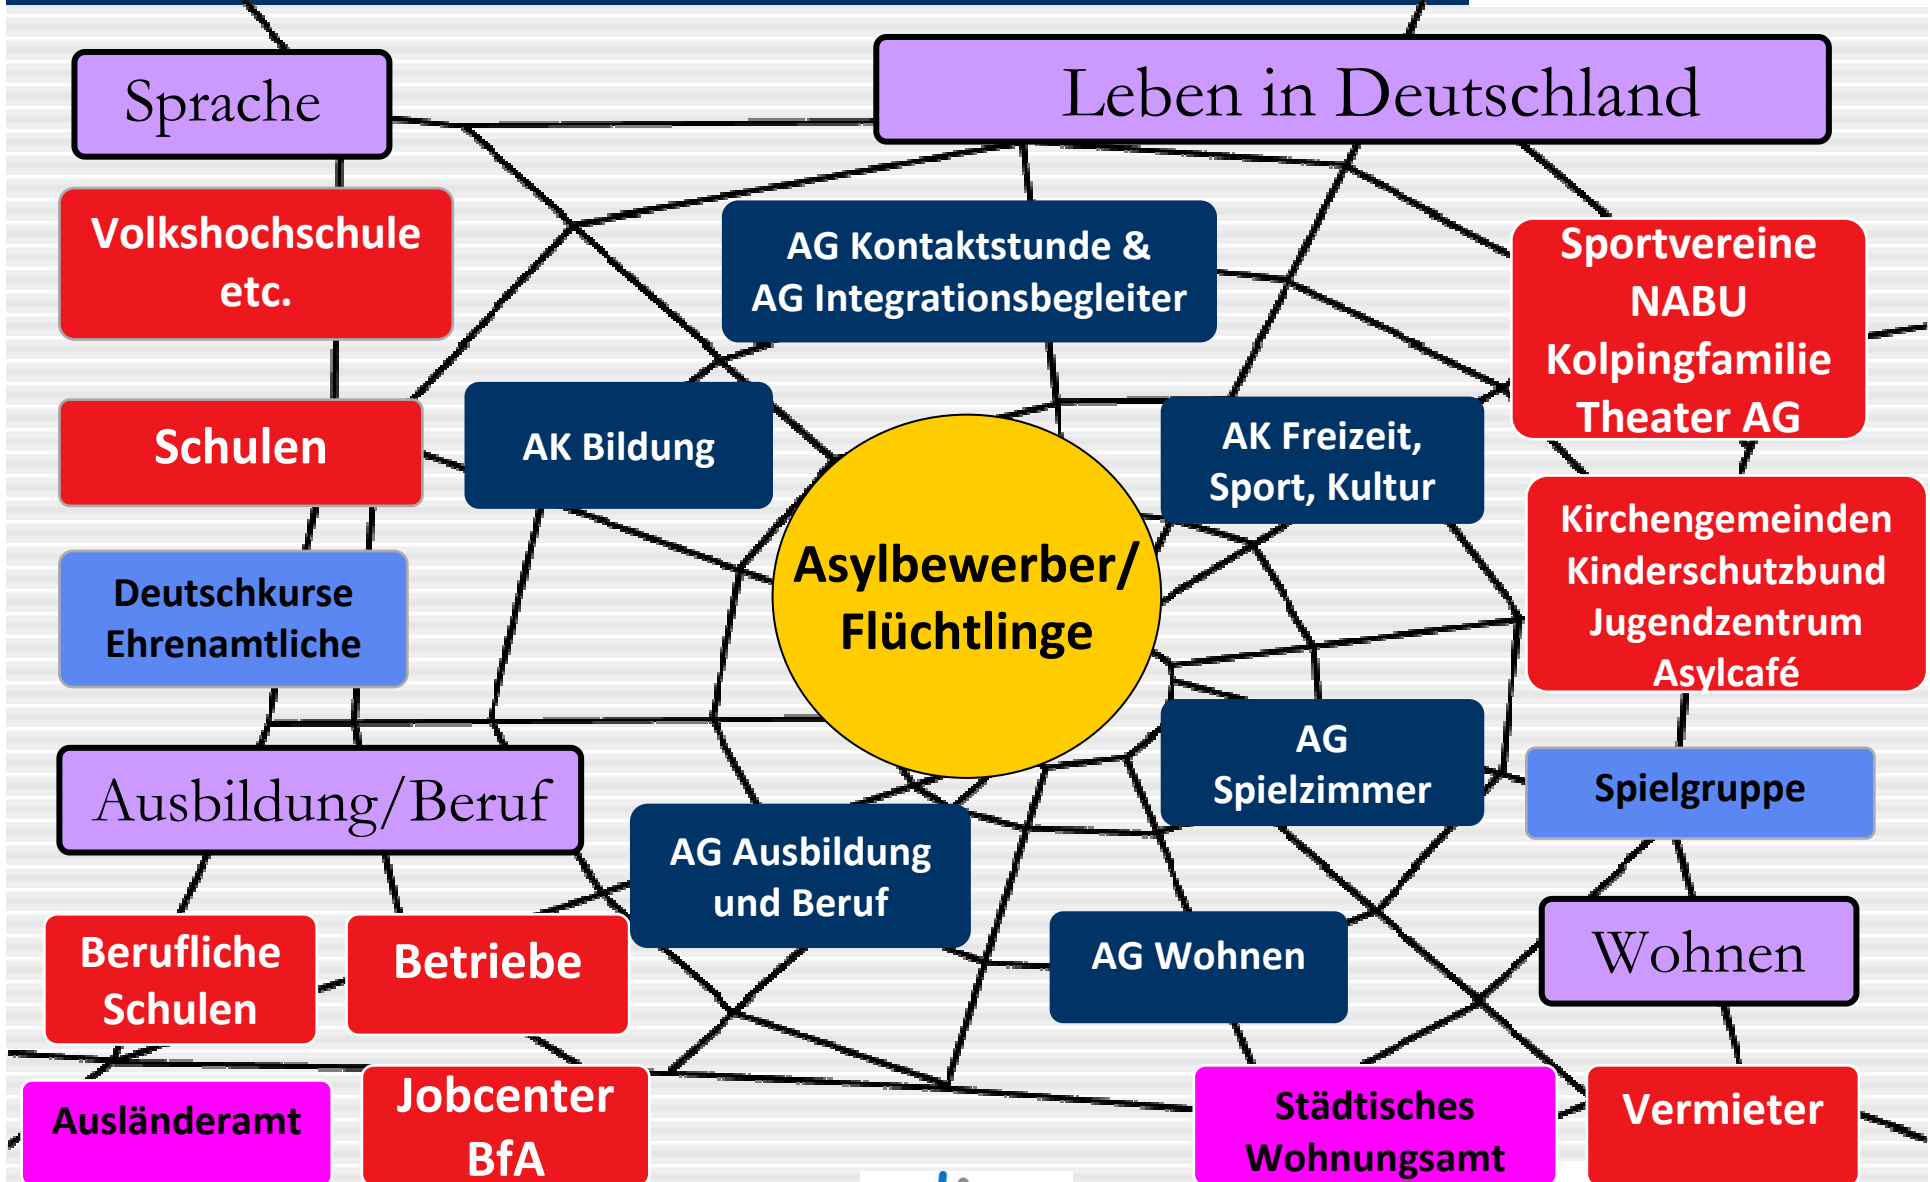 Sprache
Leben in Deutschland
Volkshochschule
etc.
AG Kontaktstunde &
AG Integrationsbegleiter
Sportvereine
NABU
Kolpingfamilie
Theater AG
Schulen
AK Bildung
AK Freizeit,
Sport, Kultur
Asylbewerber/
Flüchtlinge
Kirchengemeinden
Kinderschutzbund
Jugendzentrum
Asylcafé
Deutschkurse
Ehrenamtliche
AG
Spielzimmer
Spielgruppe
Ausbildung/Beruf
AG Ausbildung
und Beruf
AG Wohnen
Wohnen
Berufliche
Schulen
Betriebe
Ausländeramt
Jobcenter
BfA
Städtisches
Wohnungsamt
Vermieter